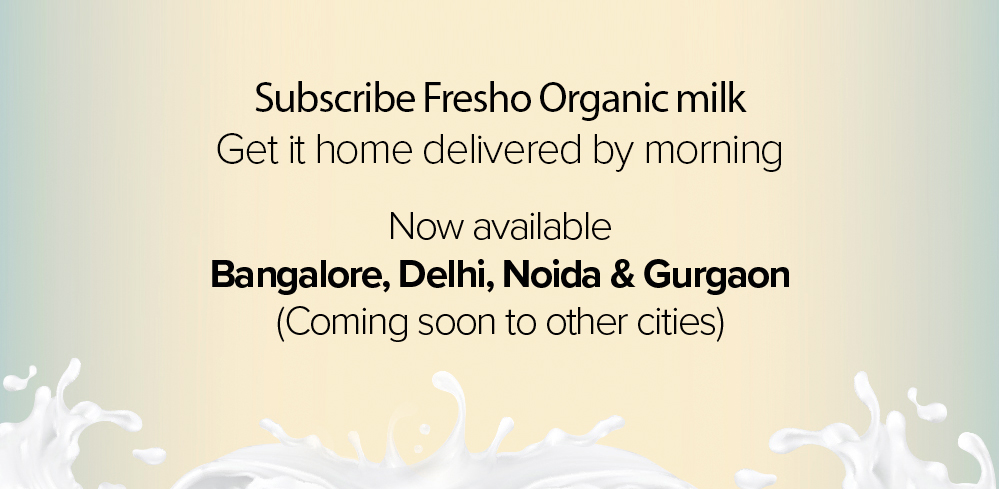 Subscribe Fresho Organic milk
Get it home delivered by morning
Now available
Bangalore, Delhi, Noida & Gurgaon
(Coming soon to other cities)